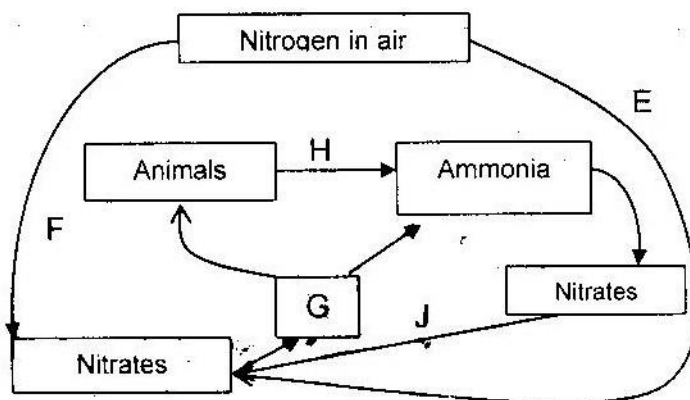 Nitrogen in air
E
H
Animals
Ammonia
F
G
Nitrates
J
Nitrates